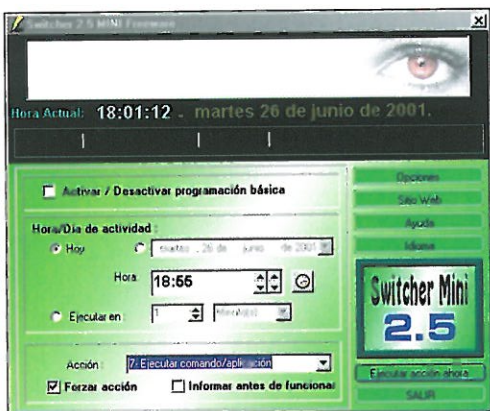 Switcher 2.5 MINI Freeware
Hora Actual: 18:01:12 . martes 26 de junio de 2001.
Activar / Desactivar programación básica
Hora/Dia de actividad :
Hoy martes , 26 de junio de 2001
Hora: 18:55
Ejecutar en : 1 Minuto(s)
Acción : 7- Ejecutar comando/aplicación
Forzar acción Informar antes de funcionar
Opciones
Sitio Web
Ayuda
Idioma
Switcher Mini
2.5
Ejecutar acción ahora
SALIR